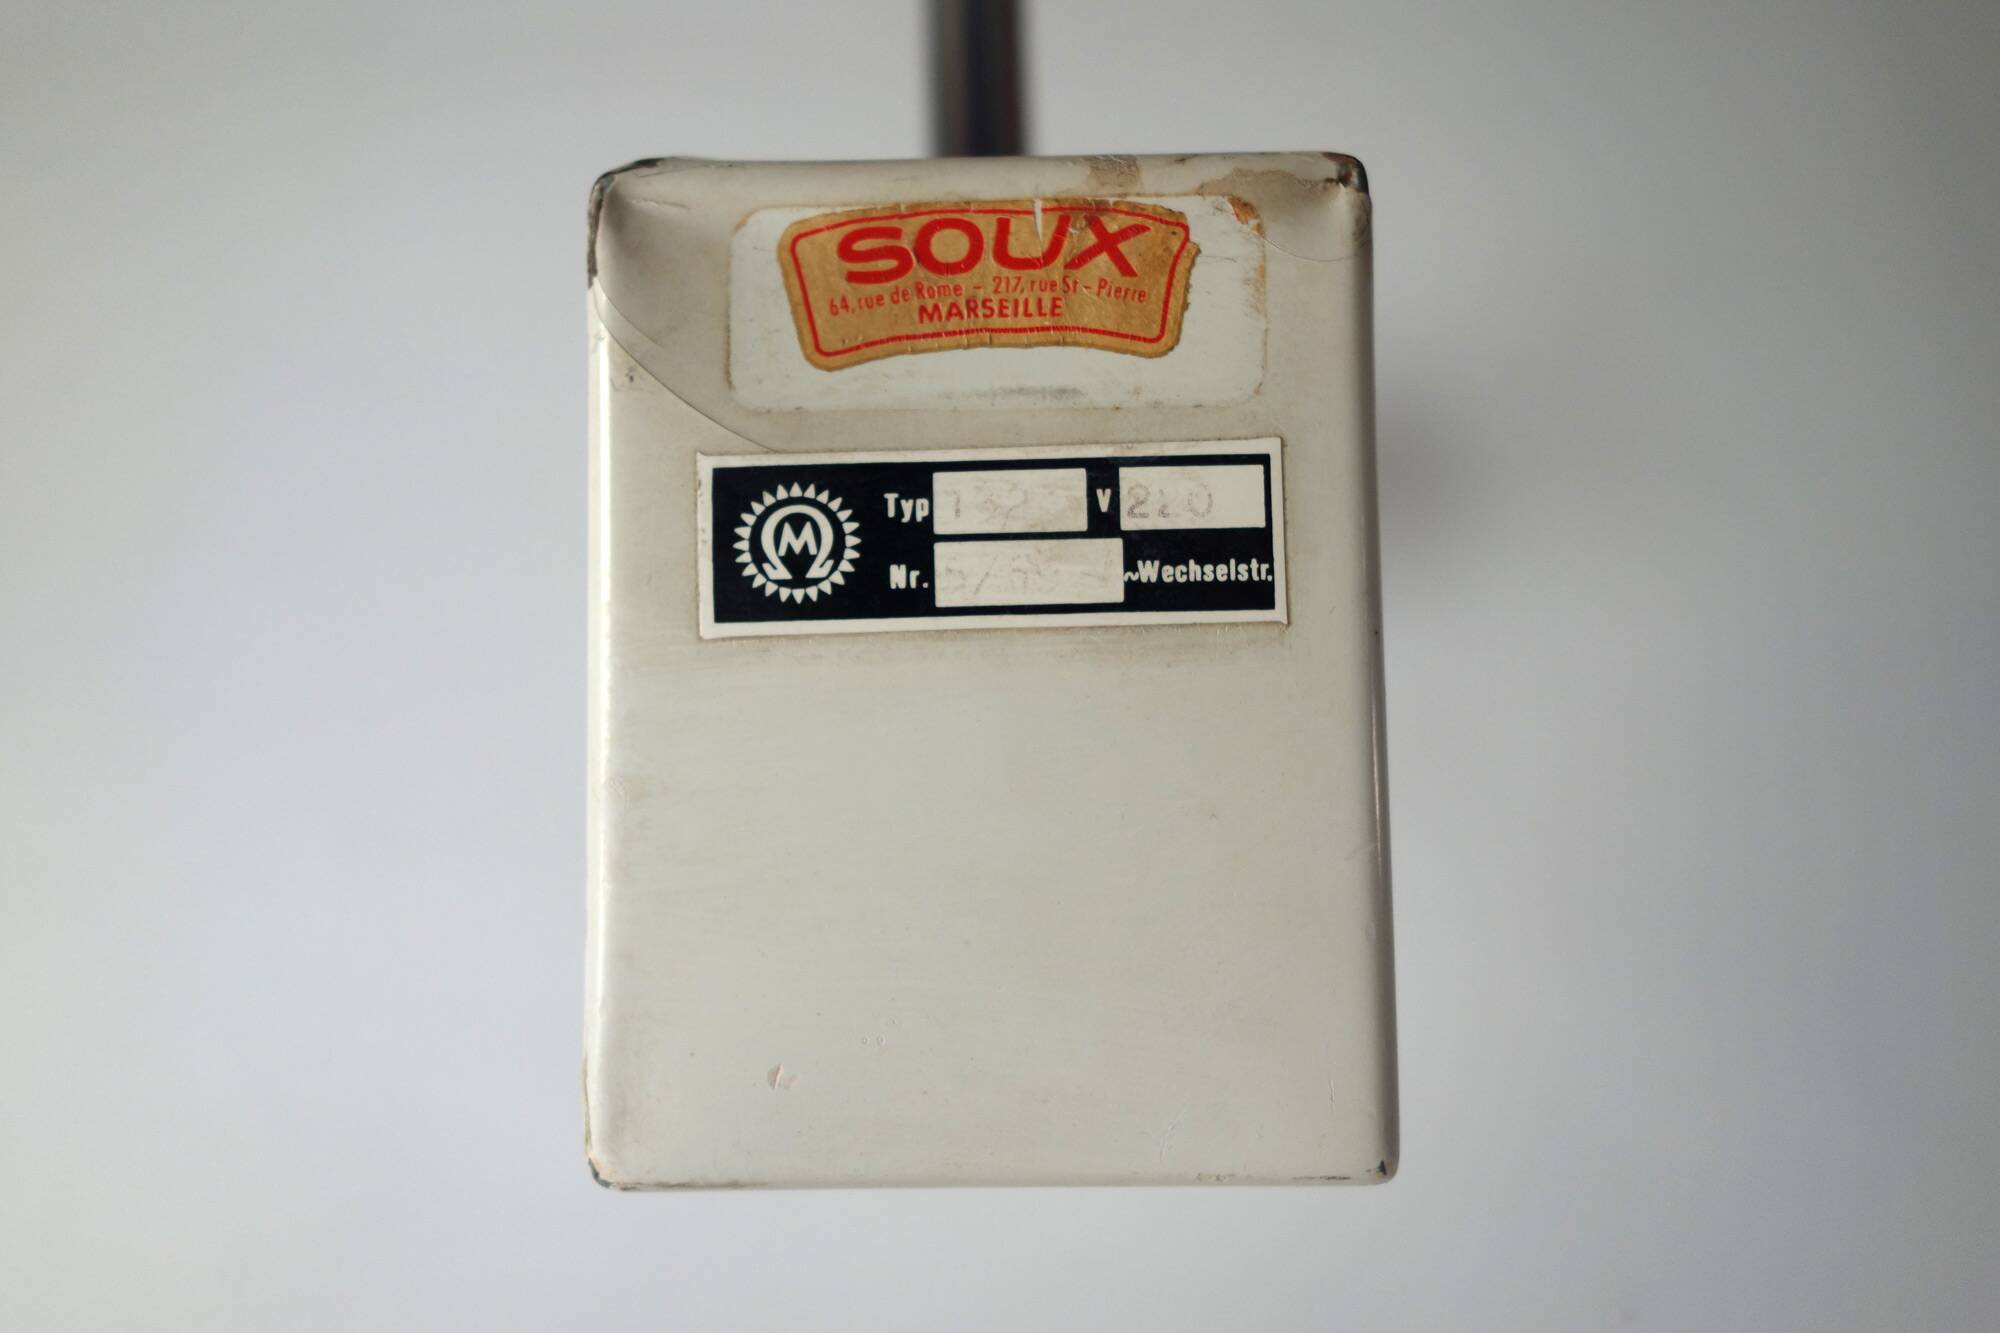 SOUX
64, rue de Rome - 217, rue St-Pierre
MARSEILLE
M
Typ V 220
Nr. ~Wechselstr.